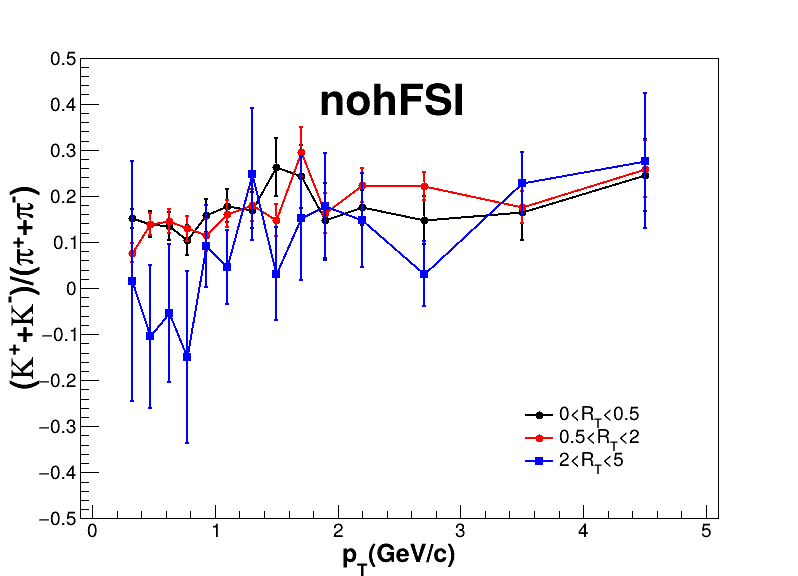 nohFSI
(K⁺+K⁻)/(π⁺+π⁻)
0.5
0.4
0.3
0.2
0.1
0
−0.1
−0.2
−0.3
−0.4
−0.5
0<R_T<0.5
0.5<R_T<2
2<R_T<5
0 1 2 3 4 5
p_T(GeV/c)